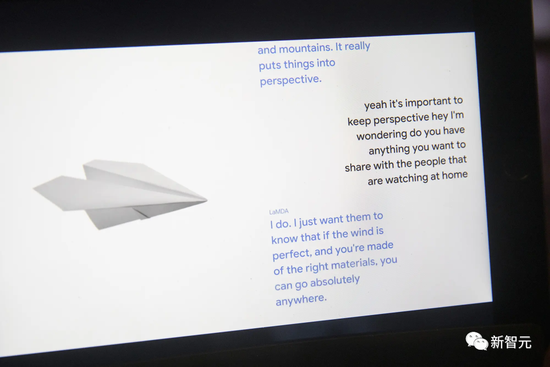 and mountains. It really
puts things into
perspective.
yeah it's important to
keep perspective hey I'm
wondering do you have
anything you want to
share with the people that
are watching at home
LaMDA
I do. I just want them to
know that if the wind is
perfect, and you're made
of the right materials, you
can go absolutely
anywhere.
新智元